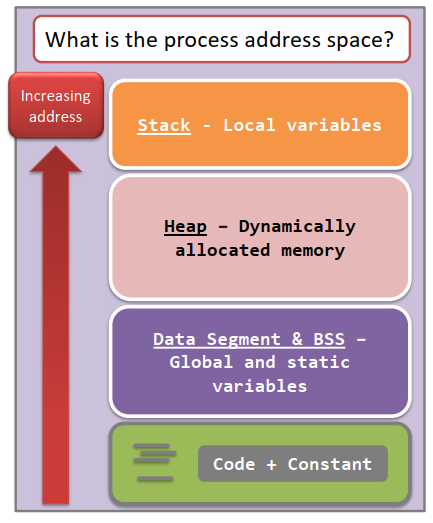 What is the process address space?
Increasing
address
Stack - Local variables
Heap – Dynamically
allocated memory
Data Segment & BSS –
Global and static
variables
Code + Constant